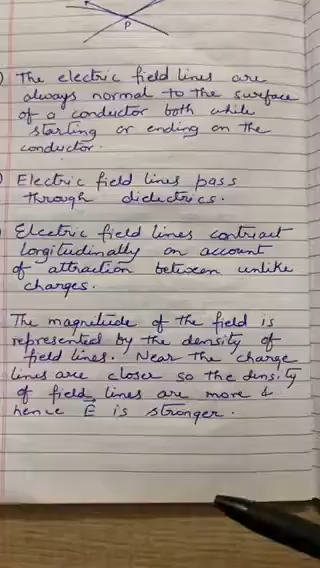 P
) The electric field lines are
always normal to the surface
of a conductor both while
starting or ending on the
conductor.
) Electric field lines pass
through dielectrics.
Electric field lines contract
longitudinally on account
of attraction between unlike
charges.
The magnitude of the field is
represented by the density of
field lines. Near the charge
lines are closer so the density
of field lines are more &
hence E is stronger.